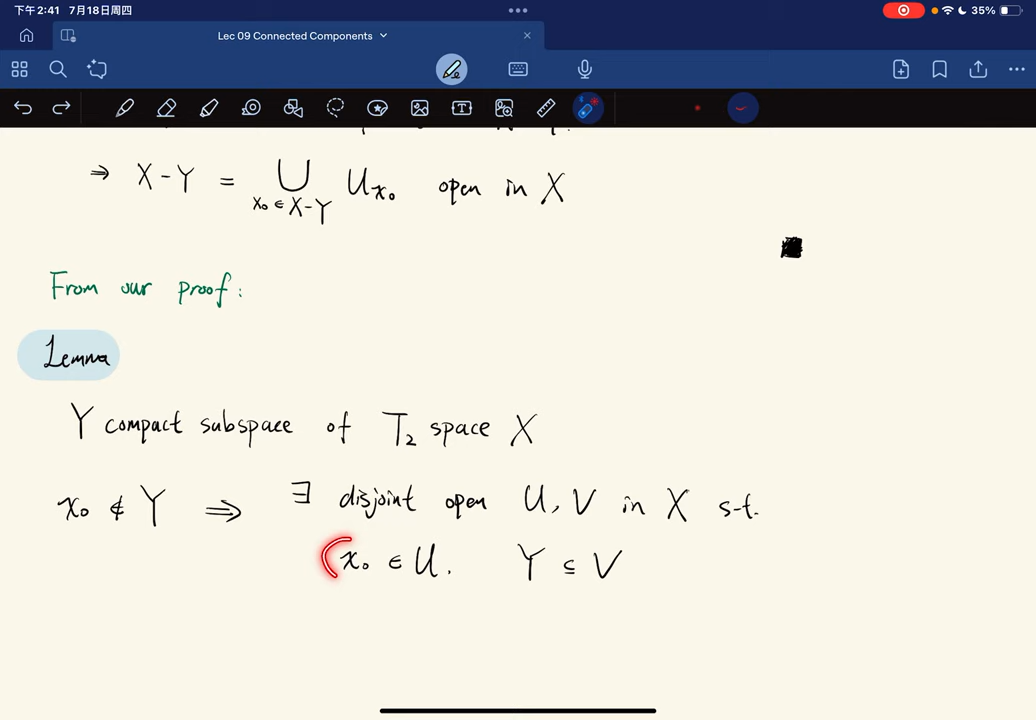 下午2:41 7月18日周四
35%
Lec 09 Connected Components
⇒ X - Y = ⋃ U_{x₀} open in X
x₀ ∈ X - Y
From our proof:
Lemma
Y compact subspace of T₂ space X
x₀ ∉ Y ⇒ ∃ disjoint open U, V in X s.t.
x₀ ∈ U. Y ⊆ V